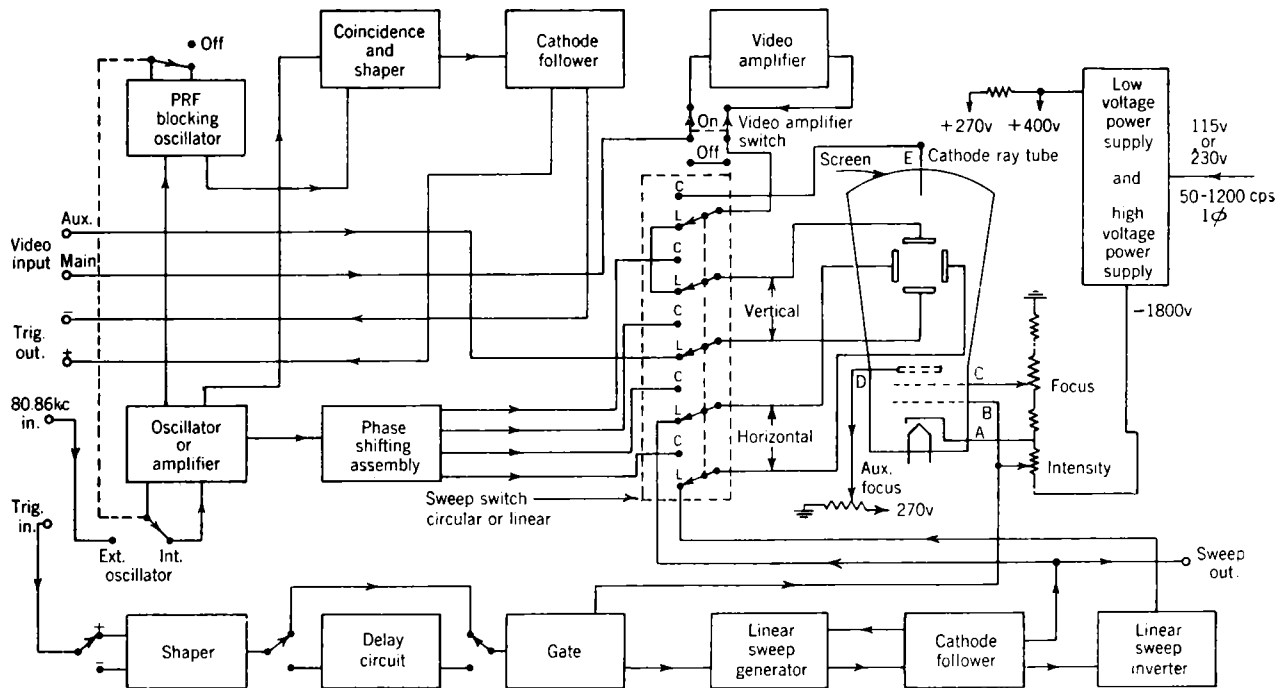 Off
PRF
blocking
oscillator
Coincidence
and
shaper
Cathode
follower
Video
amplifier
On
Video amplifier
switch
Off
+270v
+400v
Low
voltage
power
supply
and
high
voltage
power
supply
115v
or
230v
50-1200 cps
1ϕ
−1800v
Screen
E
Cathode ray tube
Aux.
Video
input
Main
−
Trig.
out.
+
80.86kc
in.
Trig.
in.
Oscillator
or
amplifier
Phase
shifting
assembly
Ext.
Int.
oscillator
C
L
C
L
C
L
C
L
C
L
Vertical
Horizontal
Sweep switch
circular or linear
D
C
B
A
Focus
Intensity
Aux.
focus
270v
Sweep
out.
+
−
Shaper
Delay
circuit
Gate
Linear
sweep
generator
Cathode
follower
Linear
sweep
inverter